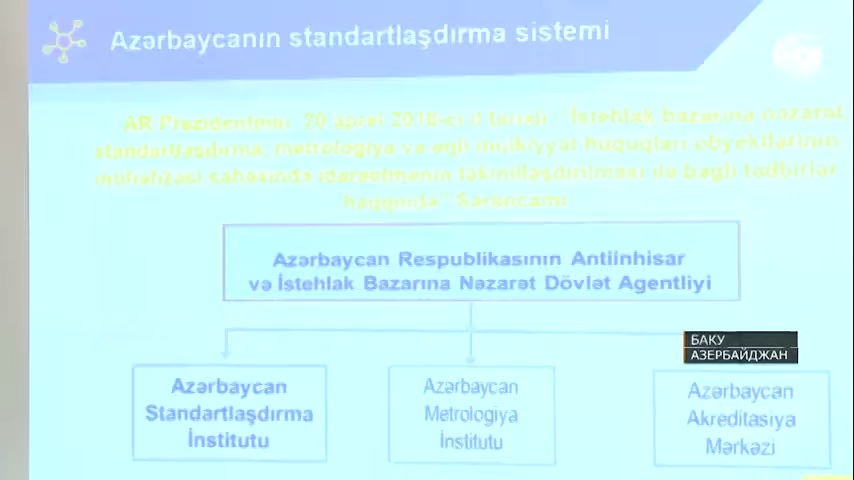 Azərbaycanın standartlaşdırma sistemi
AR Prezidentinin 20 aprel 2018-ci il tarixli "İstehlak bazarına nəzarət,
standartlaşdırma, metrologiya və əqli mülkiyyət hüquqları obyektlərinin
mühafizəsi sahəsində idarəetmənin təkmilləşdirilməsi ilə bağlı tədbirlər
haqqında" Sərəncamı
Azərbaycan Respublikasının Antiinhisar
və İstehlak Bazarına Nəzarət Dövlət Agentliyi
БАКУ
АЗЕРБАЙДЖАН
Azərbaycan
Standartlaşdırma
İnstitutu
Azərbaycan
Metrologiya
İnstitutu
Azərbaycan
Akreditasiya
Mərkəzi